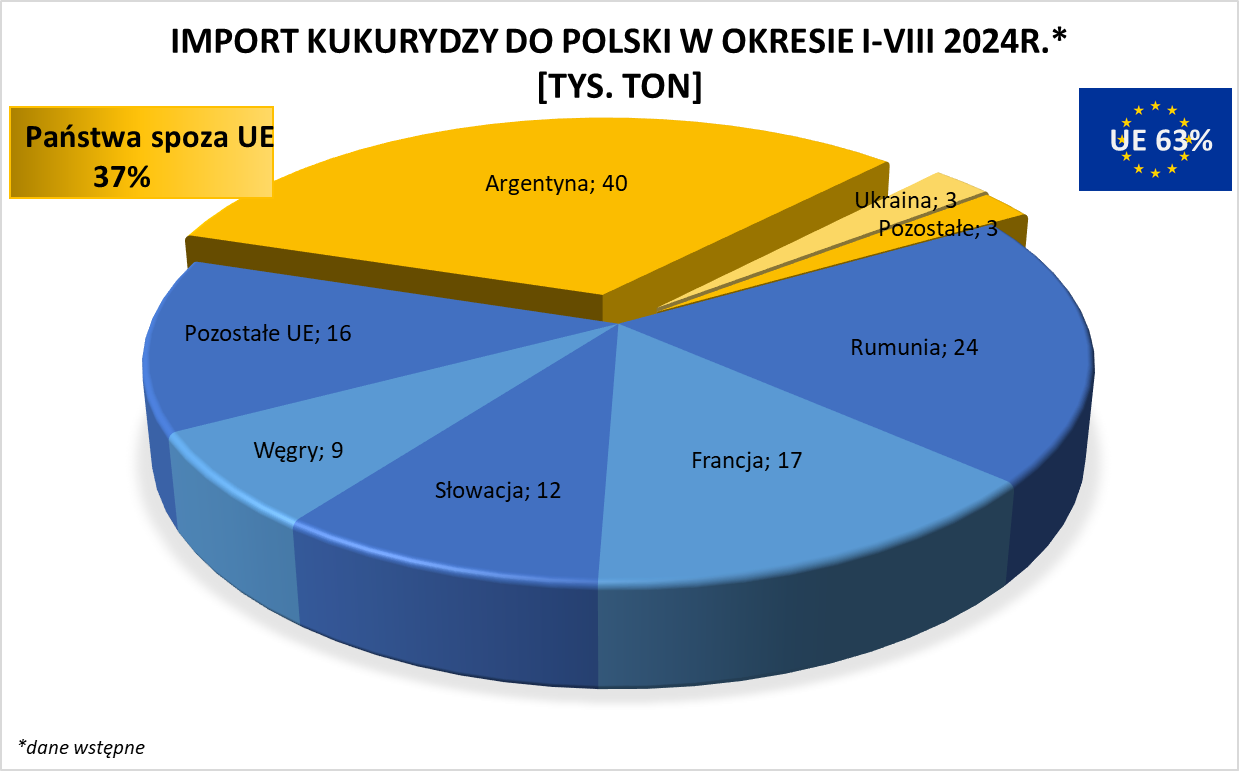 IMPORT KUKURYDZY DO POLSKI W OKRESIE I-VIII 2024R.*
[TYS. TON]
Państwa spoza UE
37%
UE 63%
Argentyna; 40
Ukraina; 3
Pozostałe; 3
Pozostałe UE; 16
Rumunia; 24
Węgry; 9
Francja; 17
Słowacja; 12
*dane wstępne